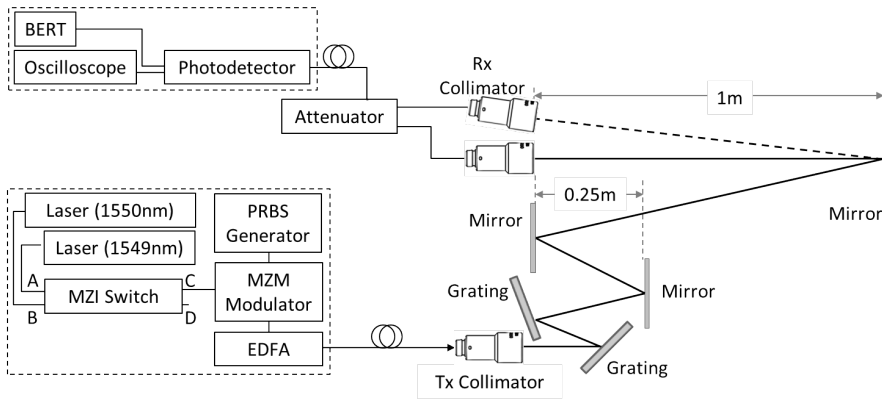 BERT
Oscilloscope
Photodetector
Attenuator
Rx
Collimator
1m
0.25m
Mirror
Mirror
Laser (1550nm)
Laser (1549nm)
PRBS
Generator
A
B
MZI Switch
C
D
MZM
Modulator
EDFA
Grating
Mirror
Grating
Tx Collimator